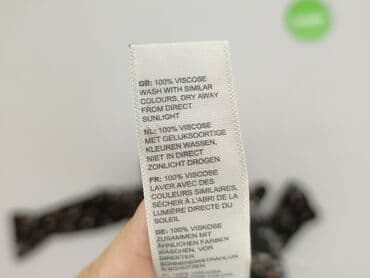 GB: 100% VISCOSE
WASH WITH SIMILAR
COLOURS, DRY AWAY
FROM DIRECT
SUNLIGHT
NL: 100% VISCOSE
MET GELIJKSOORTIGE
KLEUREN WASSEN,
NIET IN DIRECT
ZONLICHT DROGEN
FR: 100% VISCOSE
LAVER AVEC DES
COULEURS SIMILAIRES,
SÉCHER À L'ABRI DE LA
LUMIÈRE DIRECTE DU
SOLEIL
DE: 100% VISKOSE
ZUSAMMEN MIT
ÄHNLICHEN FARBEN
WASCHEN, VOR
DIREKTER
SONNENEINSTRAHLUNG